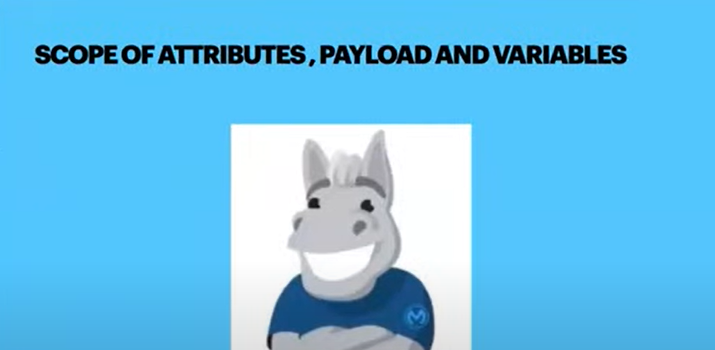 SCOPE OF ATTRIBUTES , PAYLOAD AND VARIABLES